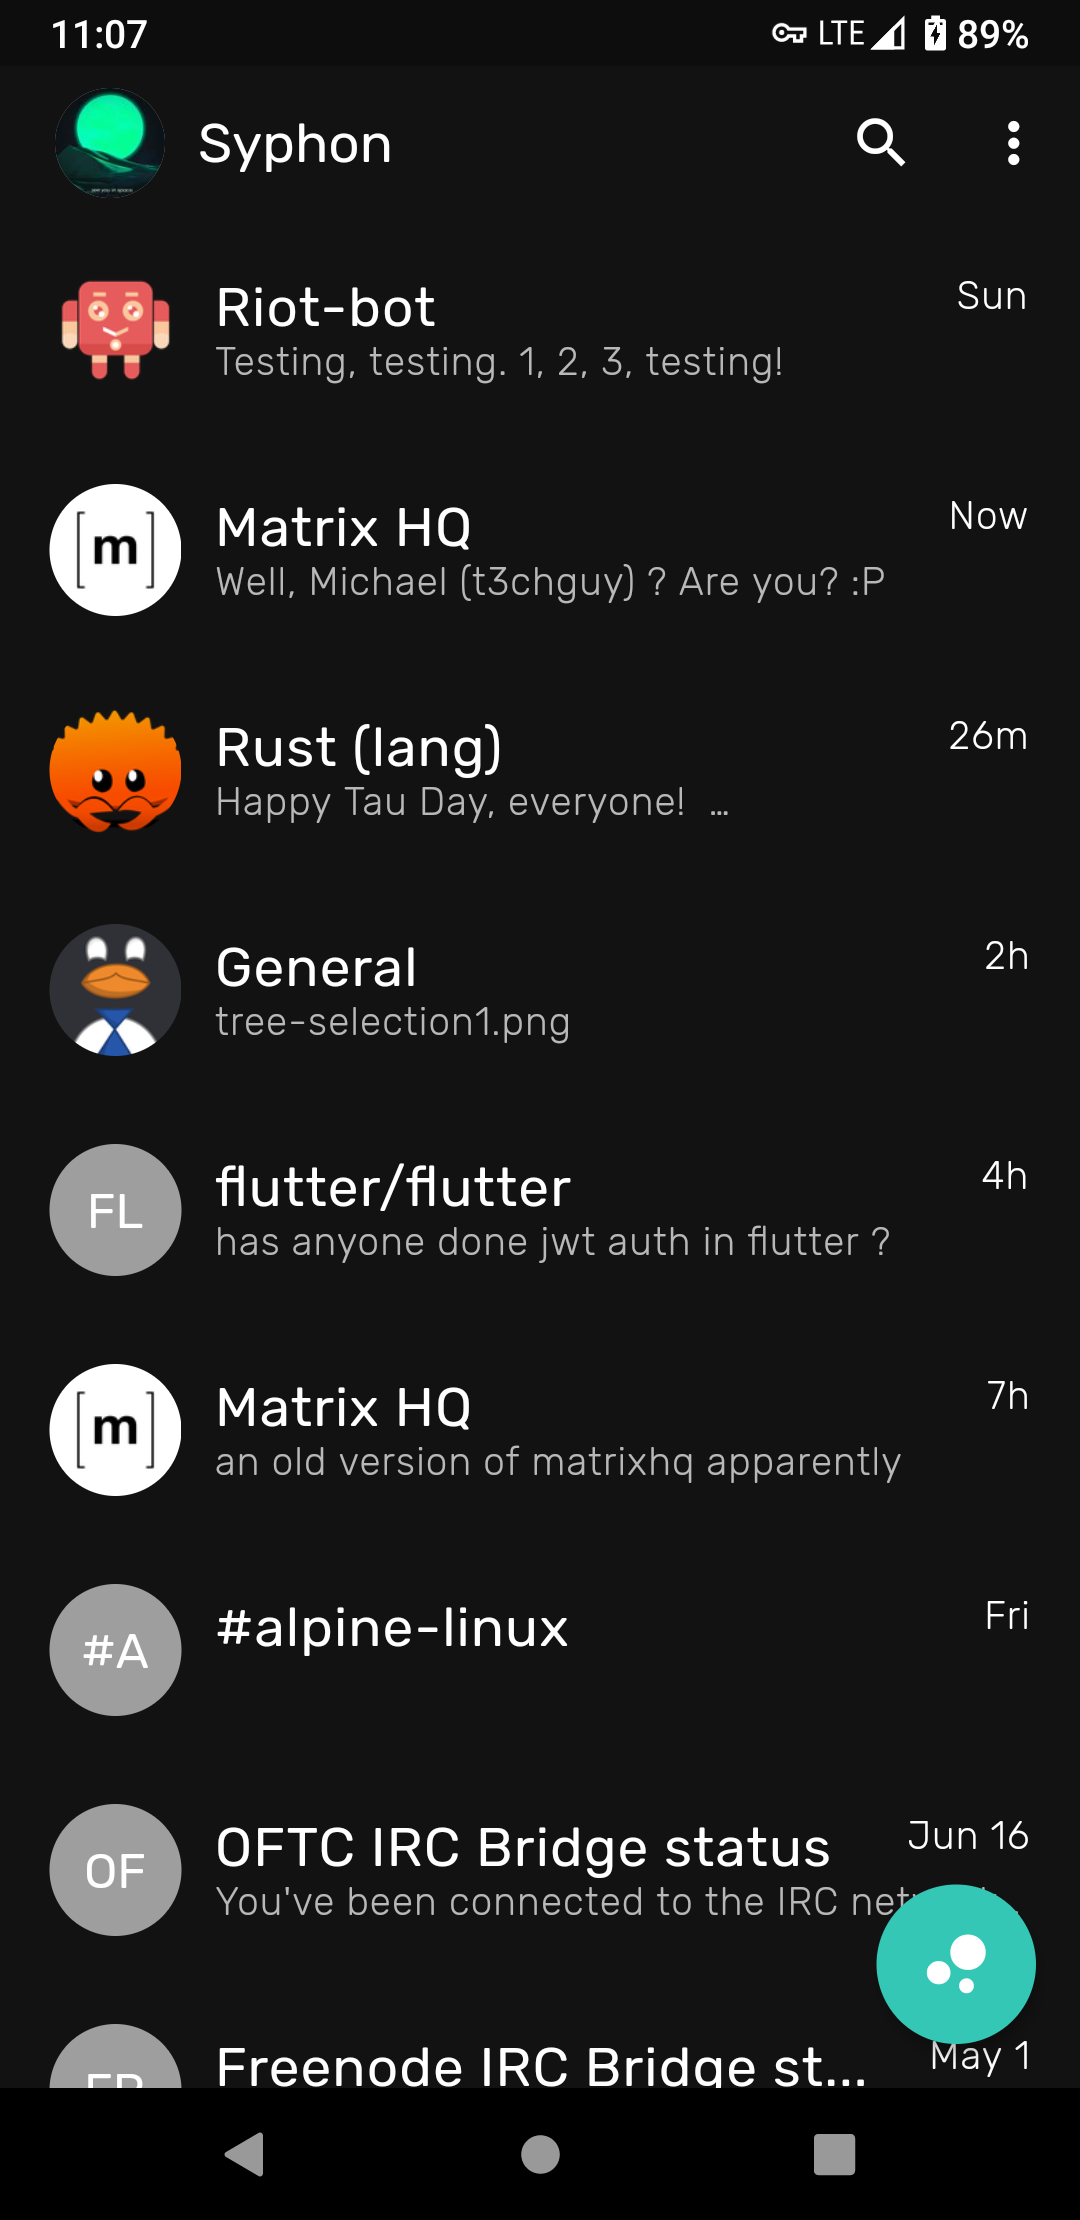 11:07 LTE 89%
Syphon
Riot-bot Sun
Testing, testing. 1, 2, 3, testing!
[m] Matrix HQ Now
Well, Michael (t3chguy) ? Are you? :P
Rust (lang) 26m
Happy Tau Day, everyone! …
General 2h
tree-selection1.png
FL flutter/flutter 4h
has anyone done jwt auth in flutter ?
[m] Matrix HQ 7h
an old version of matrixhq apparently
#A #alpine-linux Fri
OF OFTC IRC Bridge status Jun 16
You've been connected to the IRC
Freenode IRC Bridge st... May 1